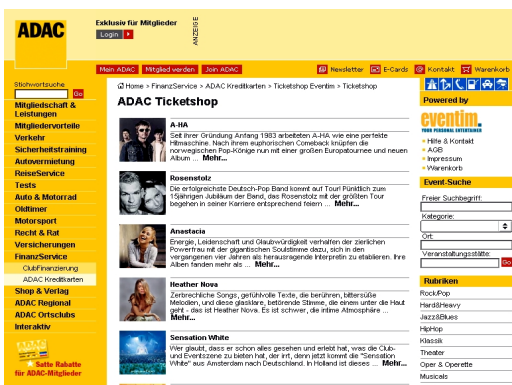 ADAC
Exklusiv für Mitglieder
Login
ANZEIGE
Mein ADAC
Mitglied werden
Join ADAC
Newsletter
E-Cards
Kontakt
Warenkorb
Stichwortsuche
Go
Mitgliedschaft &
Leistungen
Mitgliedervorteile
Verkehr
Sicherheitstraining
Autovermietung
ReiseService
Tests
Auto & Motorrad
Oldtimer
Motorsport
Recht & Rat
Versicherungen
FinanzService
ClubFinanzierung
ADAC Kreditkarten
Shop & Verlag
ADAC Regional
ADAC Ortsclubs
Interaktiv
Satte Rabatte
für ADAC-Mitglieder
Home > FinanzService > ADAC Kreditkarten > Ticketshop Eventim > Ticketshop
ADAC Ticketshop
A-HA
Seit ihrer Gründung Anfang 1983 arbeiteten A-HA wie eine perfekte
Hitmaschine. Nach ihrem euphorischen Comeback knüpfen die
norwegischen Pop-Könige nun mit einer großen Europatournee und neuen
Album ... Mehr...
Rosenstolz
Die erfolgreichste Deutsch-Pop Band kommt auf Tour! Pünktlich zum
15jährigen Jubiläum der Band, das Rosenstolz mit der größten Tour
begehen in seiner Karriere entsprechend feiern ... Mehr...
Anastacia
Energie, Leidenschaft und Glaubwürdigkeit verhalfen der zierlichen
Powerfrau mit der gigantischen Soulstimme dazu, sich in den
vergangenen vier Jahren als herausragende Interpretin zu etablieren. Ihre
Alben fanden mehr als ... Mehr...
Heather Nova
Zerbrechliche Songs, gefühlvolle Texte, die berühren, bittersüße
Melodien, und diese glasklare, betörende Stimme, die einem unter die Haut
geht - das ist Heather Nova. Es ist schwer, die intime Atmosphäre ...
Mehr...
Sensation White
Wer glaubt, dass er schon alles gesehen und erlebt hat, was die Club-
und Eventszene zu bieten hat, der irrt, denn jetzt kommt die "Sensation
White" aus Amsterdam nach Deutschland. In Holland ist dieses ... Mehr...
Powered by
eventim.
YOUR PERSONAL ENTERTAINER
Hilfe & Kontakt
AGB
Impressum
Warenkorb
Event-Suche
Freier Suchbegriff:
Kategorie:
Ort:
Veranstaltungsstätte:
Go
Rubriken
Rock/Pop
Hard&Heavy
Jazz&Blues
HipHop
Klassik
Theater
Oper & Operette
Musicals